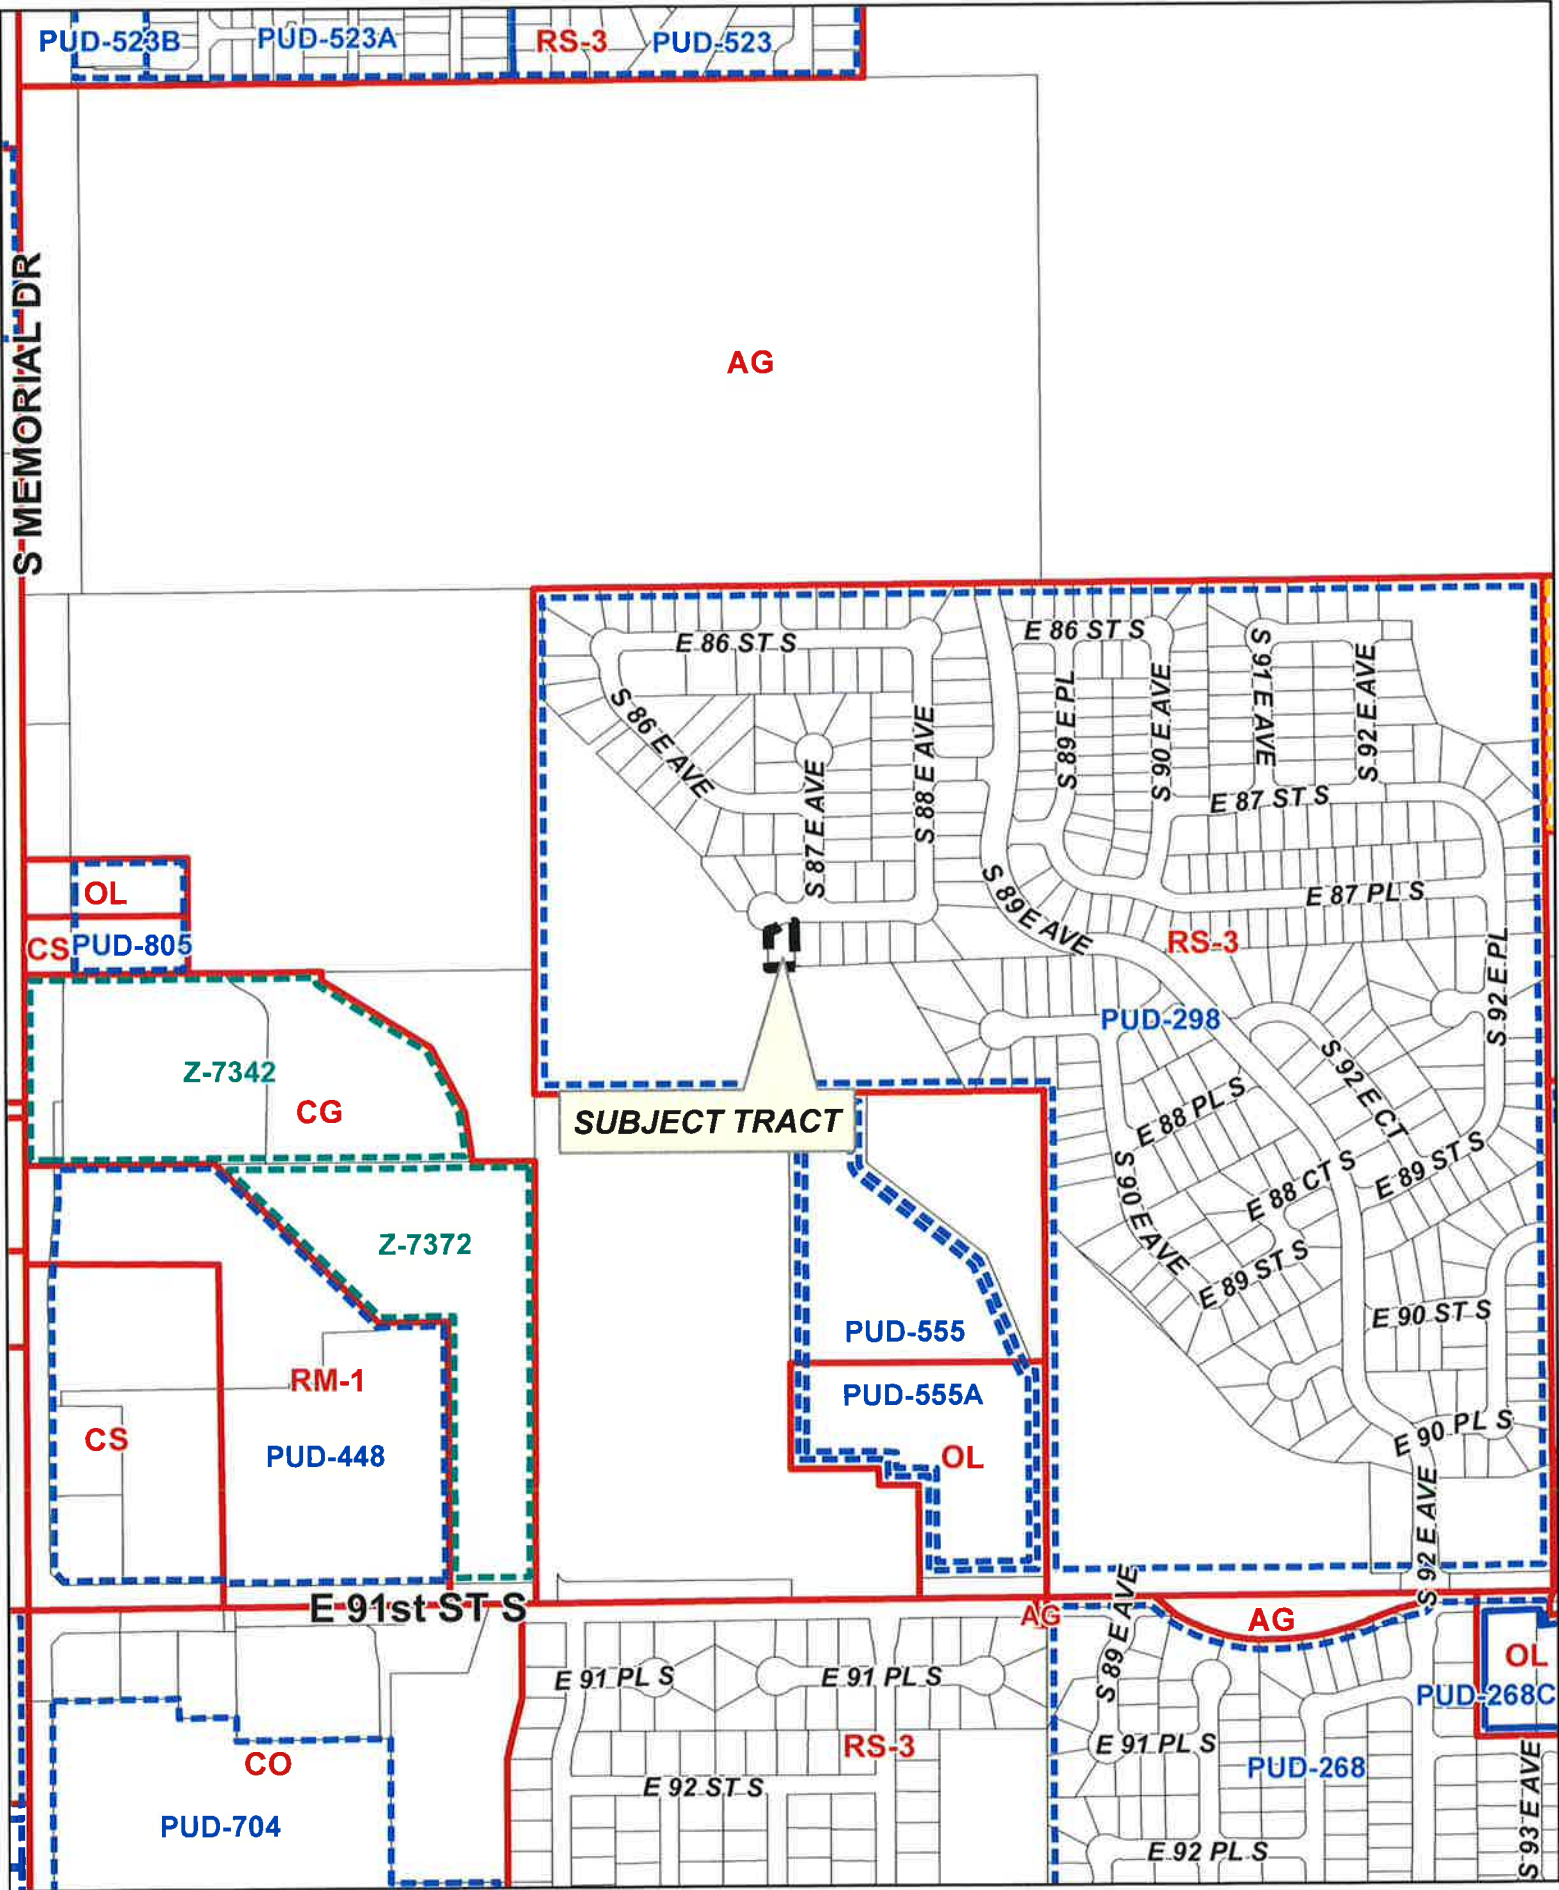 PUD-523B
PUD-523A
RS-3
PUD-523
S MEMORIAL DR
AG
E 86 ST S
E 86 ST S
S 86 E AVE
S 87 E AVE
S 88 E AVE
S 89 E PL
S 90 E AVE
S 91 E AVE
S 92 E AVE
E 87 ST S
E 87 PL S
S 89 E AVE
RS-3
S 92 E PL
OL
CS
PUD-805
PUD-298
Z-7342
CG
SUBJECT TRACT
S 92 E CT
E 88 PL S
E 88 CT S
E 89 ST S
S 90 E AVE
E 89 ST S
Z-7372
PUD-555
E 90 ST S
RM-1
PUD-555A
CS
PUD-448
OL
E 90 PL S
S 92 E AVE
E 91st ST S
AG
S 89 E AVE
AG
E 91 PL S
E 91 PL S
OL
PUD-268C
RS-3
E 91 PL S
CO
E 92 ST S
PUD-268
PUD-704
E 92 PL S
S 93 E AVE